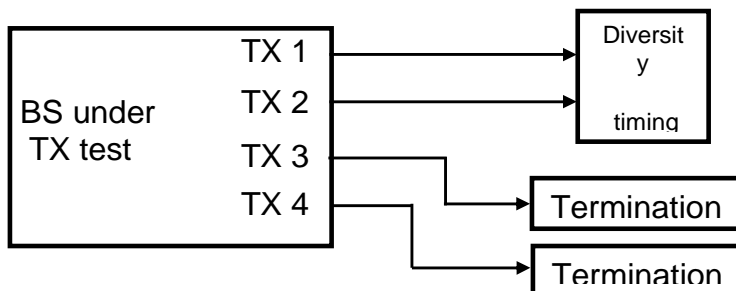 BS under
TX test
TX 1
TX 2
TX 3
TX 4
Diversit
y
timing
Termination
Termination